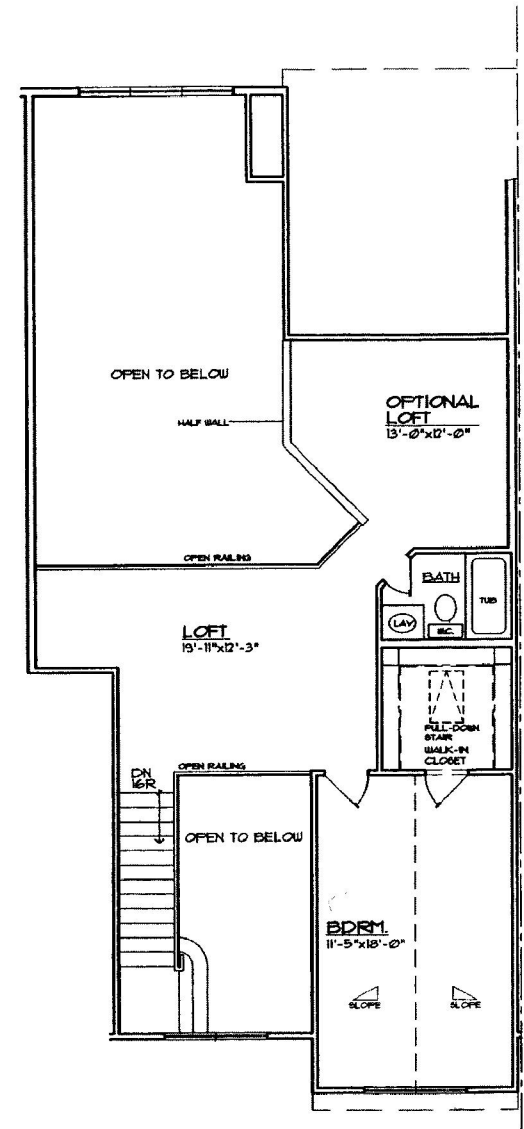 OPEN TO BELOW
OPTIONAL
LOFT
13'-0"x12'-0"
HALF WALL
OPEN RAILING
BATH
TUB
LAV
W.C.
LOFT
19'-11"x12'-3"
PULL-DOWN
STAIR
WALK-IN
CLOSET
OPEN RAILING
DN
16R
OPEN TO BELOW
BDRM.
11'-5"x18'-0"
SLOPE
SLOPE